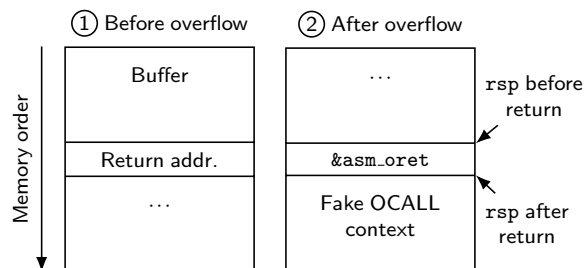 ① Before overflow
② After overflow
Memory order
Buffer
Return addr.
...
...
&asm_oret
Fake OCALL
context
rsp before
return
rsp after
return